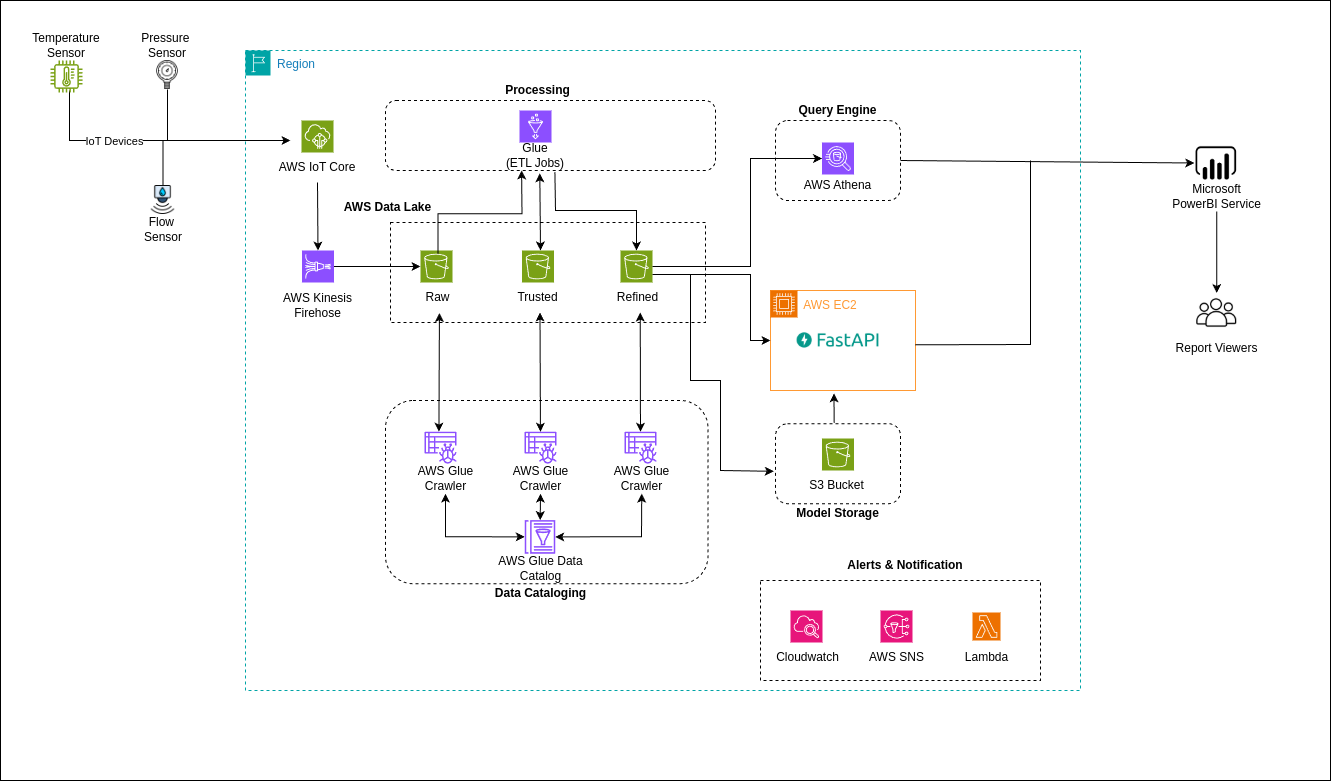 Temperature
Sensor
Pressure
Sensor
IoT Devices
Flow
Sensor
Region
AWS IoT Core
AWS Kinesis
Firehose
Processing
Glue
(ETL Jobs)
AWS Data Lake
Raw
Trusted
Refined
AWS Glue
Crawler
AWS Glue
Crawler
AWS Glue
Crawler
AWS Glue Data
Catalog
Data Cataloging
Query Engine
AWS Athena
AWS EC2
FastAPI
S3 Bucket
Model Storage
Alerts & Notification
Cloudwatch
AWS SNS
Lambda
Microsoft
PowerBI Service
Report Viewers